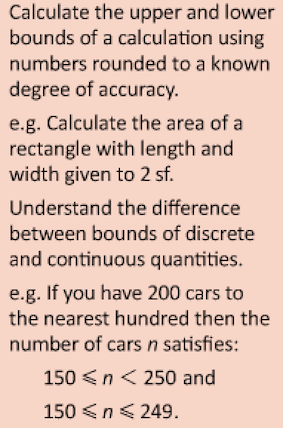 Calculate the upper and lower
bounds of a calculation using
numbers rounded to a known
degree of accuracy.
e.g. Calculate the area of a
rectangle with length and
width given to 2 sf.
Understand the difference
between bounds of discrete
and continuous quantities.
e.g. If you have 200 cars to
the nearest hundred then the
number of cars n satisfies:
150 ⩽ n < 250 and
150 ⩽ n ⩽ 249.